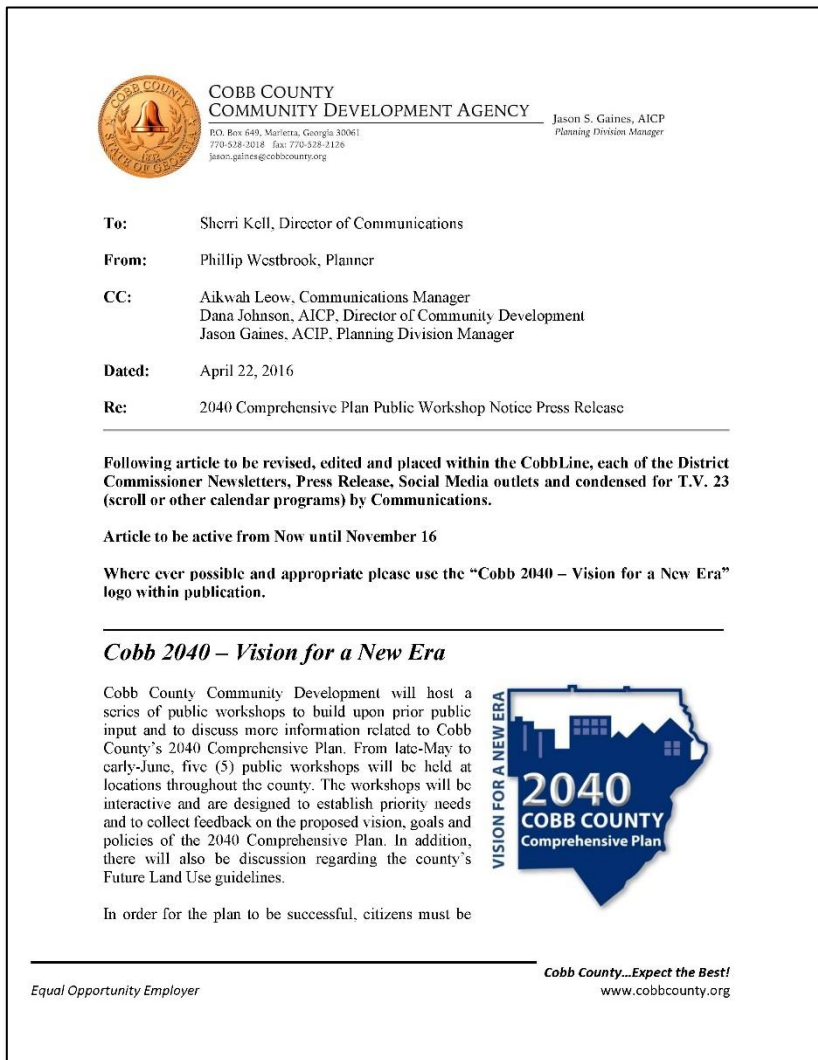 COBB COUNTY
STATE OF GEORGIA
COBB COUNTY
COMMUNITY DEVELOPMENT AGENCY
P.O. Box 649, Marietta, Georgia 30061
770-528-2018 fax: 770-528-2126
jason.gaines@cobbcounty.org
Jason S. Gaines, AICP
Planning Division Manager
To: Sherri Kell, Director of Communications
From: Phillip Westbrook, Planner
CC: Aikwah Leow, Communications Manager
Dana Johnson, AICP, Director of Community Development
Jason Gaines, ACIP, Planning Division Manager
Dated: April 22, 2016
Re: 2040 Comprehensive Plan Public Workshop Notice Press Release
Following article to be revised, edited and placed within the CobbLine, each of the District
Commissioner Newsletters, Press Release, Social Media outlets and condensed for T.V. 23
(scroll or other calendar programs) by Communications.
Article to be active from Now until November 16
Where ever possible and appropriate please use the “Cobb 2040 – Vision for a New Era”
logo within publication.
Cobb 2040 – Vision for a New Era
Cobb County Community Development will host a
series of public workshops to build upon prior public
input and to discuss more information related to Cobb
County’s 2040 Comprehensive Plan. From late-May to
early-June, five (5) public workshops will be held at
locations throughout the county. The workshops will be
interactive and are designed to establish priority needs
and to collect feedback on the proposed vision, goals and
policies of the 2040 Comprehensive Plan. In addition,
there will also be discussion regarding the county’s
Future Land Use guidelines.
In order for the plan to be successful, citizens must be
VISION FOR A NEW ERA
2040
COBB COUNTY
Comprehensive Plan
Cobb County...Expect the Best!
Equal Opportunity Employer www.cobbcounty.org